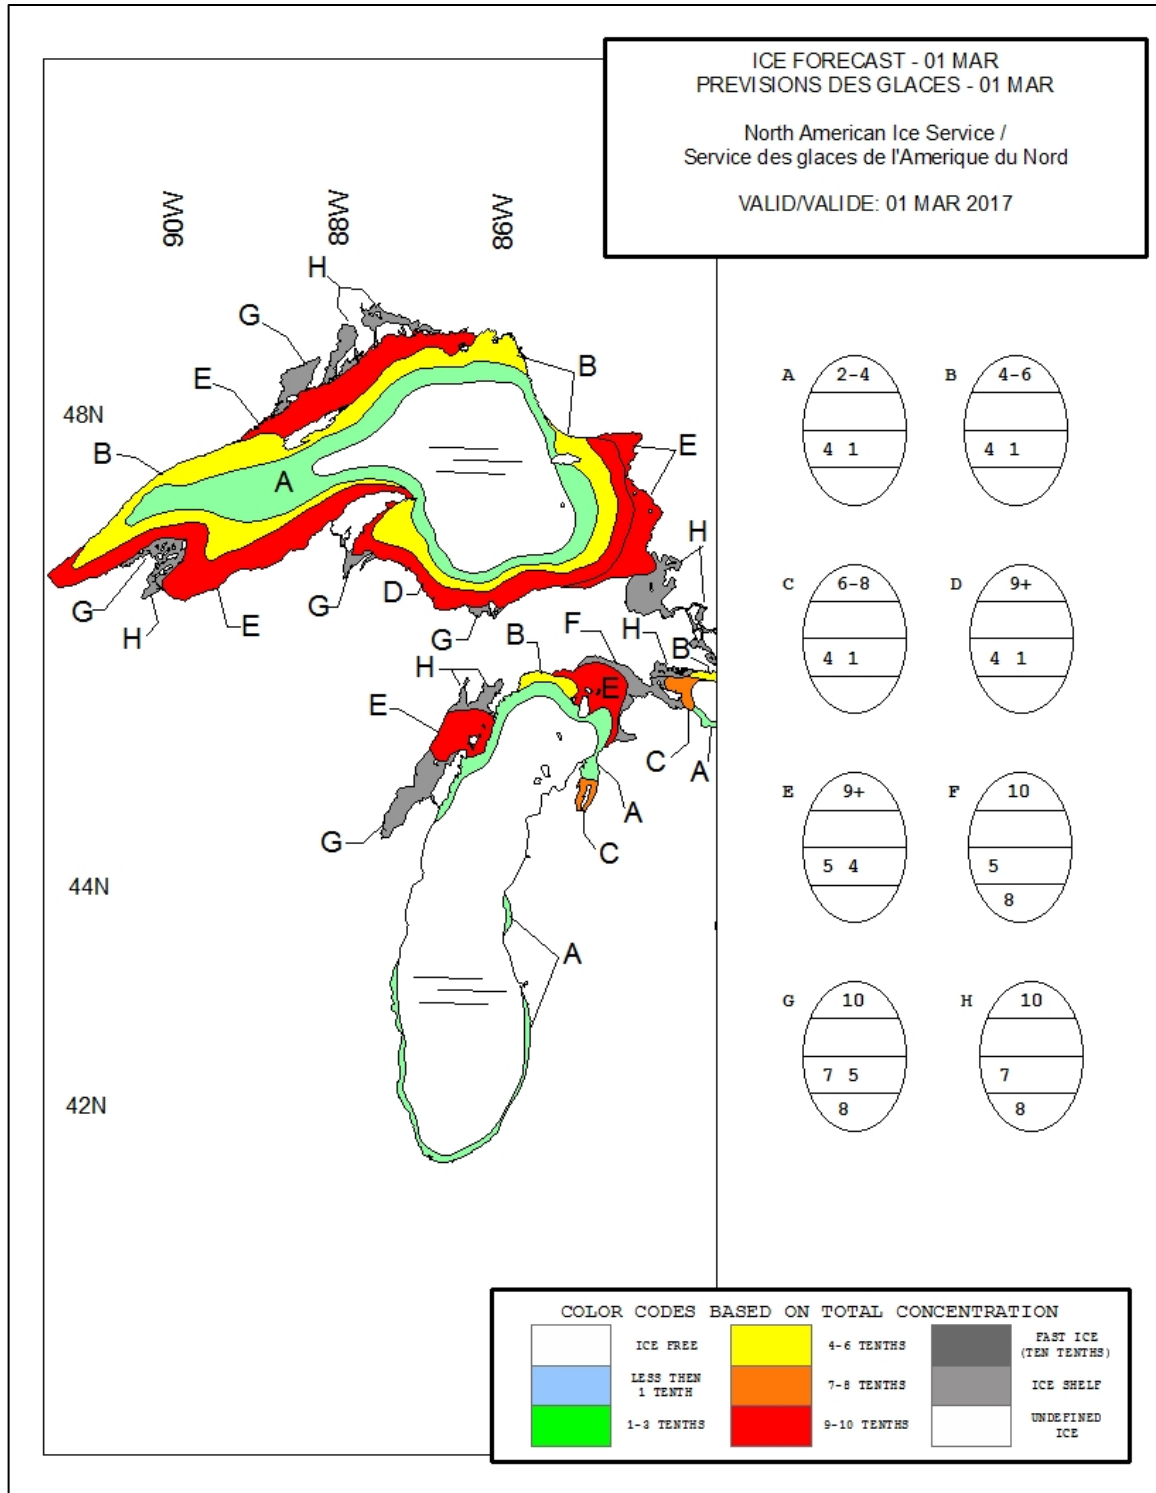 ICE FORECAST - 01 MAR
PREVISIONS DES GLACES - 01 MAR
North American Ice Service /
Service des glaces de l'Amerique du Nord
VALID/VALIDE: 01 MAR 2017
90W
88W
86W
H
G
E
B
48N
B
A
E
H
G
H
E
G
D
G
B
F
H
B
H
E
E
C
A
G
A
C
44N
A
42N
A 2-4
4 1
B 4-6
4 1
C 6-8
4 1
D 9+
4 1
E 9+
5 4
F 10
5
8
G 10
7 5
8
H 10
7
8
COLOR CODES BASED ON TOTAL CONCENTRATION
ICE FREE
LESS THEN
1 TENTH
1-3 TENTHS
4-6 TENTHS
7-8 TENTHS
9-10 TENTHS
FAST ICE
(TEN TENTHS)
ICE SHELF
UNDEFINED
ICE